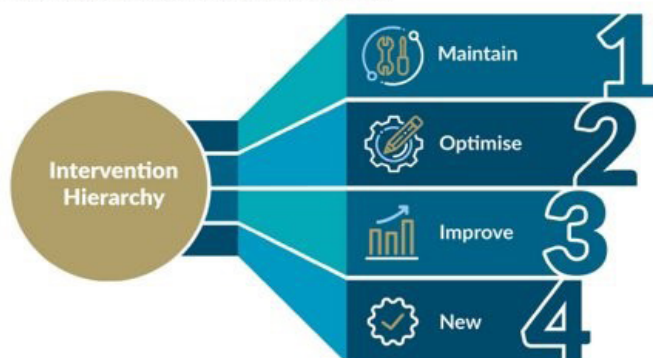 Intervention
Hierarchy
Maintain 1
Optimise 2
Improve 3
New 4